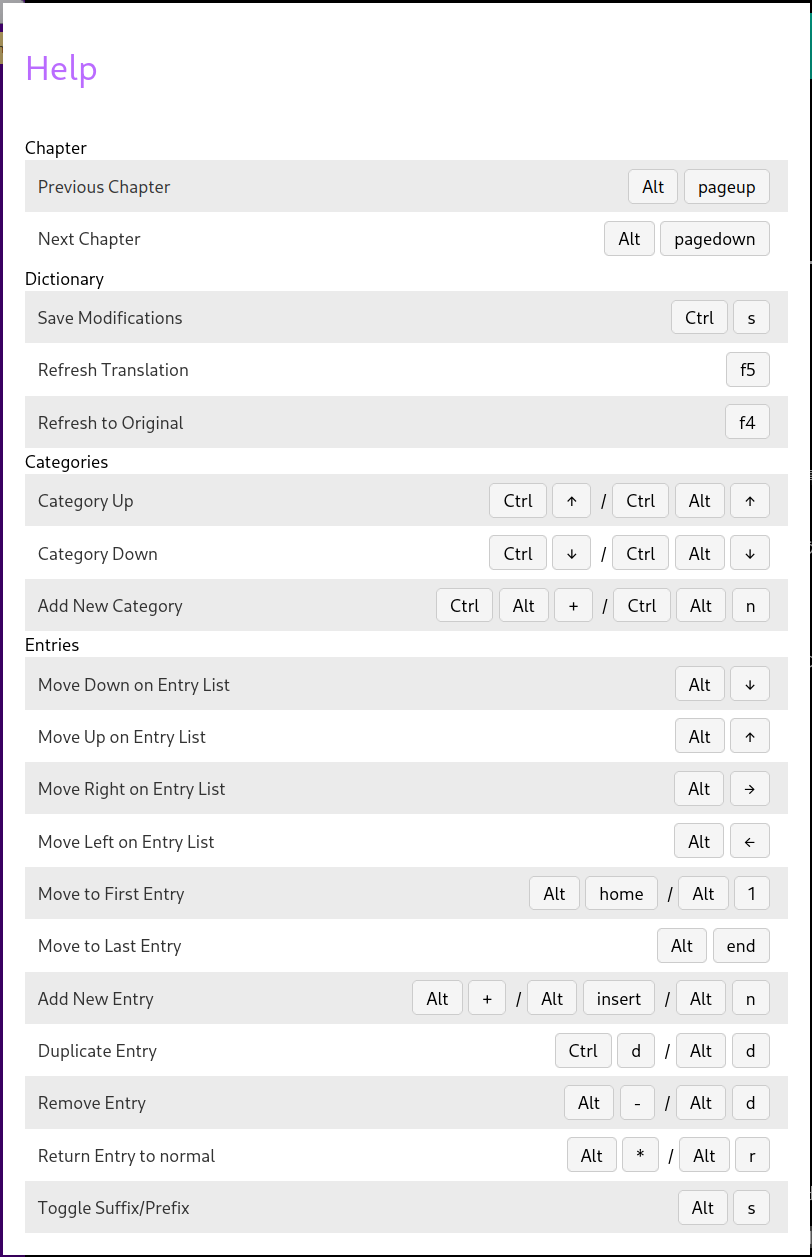 Help
Chapter
Previous Chapter Alt pageup
Next Chapter Alt pagedown
Dictionary
Save Modifications Ctrl s
Refresh Translation f5
Refresh to Original f4
Categories
Category Up Ctrl ↑ / Ctrl Alt ↑
Category Down Ctrl ↓ / Ctrl Alt ↓
Add New Category Ctrl Alt + / Ctrl Alt n
Entries
Move Down on Entry List Alt ↓
Move Up on Entry List Alt ↑
Move Right on Entry List Alt →
Move Left on Entry List Alt ←
Move to First Entry Alt home / Alt 1
Move to Last Entry Alt end
Add New Entry Alt + / Alt insert / Alt n
Duplicate Entry Ctrl d / Alt d
Remove Entry Alt - / Alt d
Return Entry to normal Alt * / Alt r
Toggle Suffix/Prefix Alt s